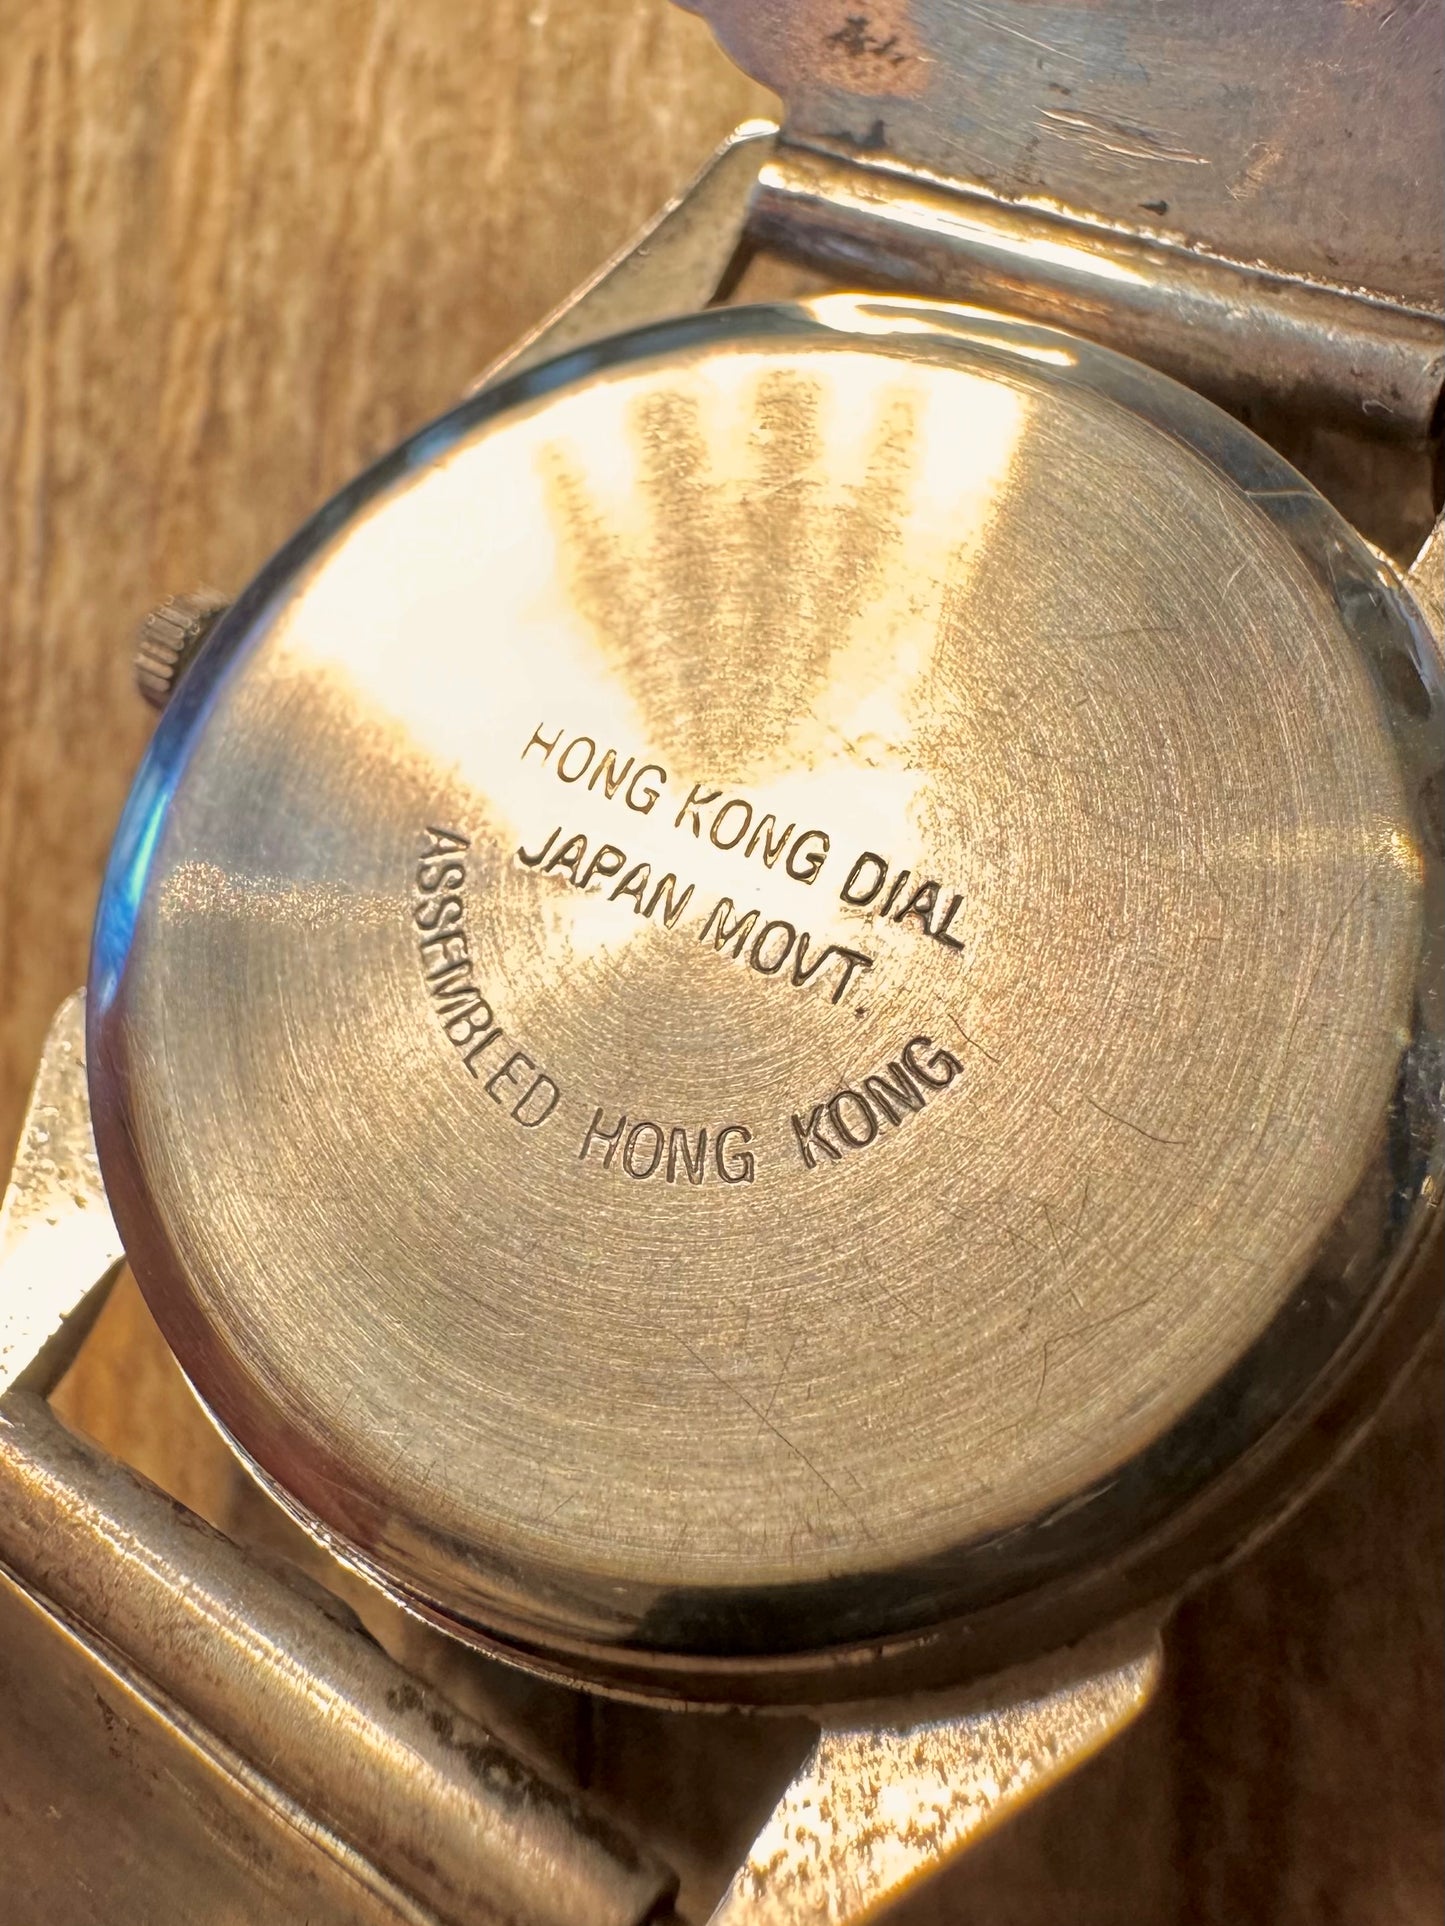 HONG KONG DIAL
JAPAN MOVT.
ASSEMBLED HONG KONG